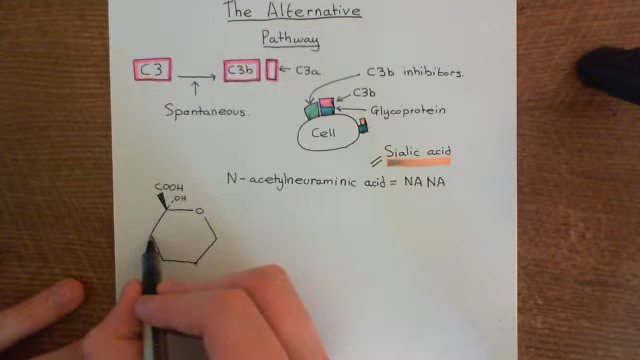 The Alternative
Pathway
C3
C3b
C3a
C3b inhibitors.
Spontaneous.
C3b
Glycoprotein
Cell
Sialic acid
N-acetylneuraminic acid = NANA
COOH
OH
O